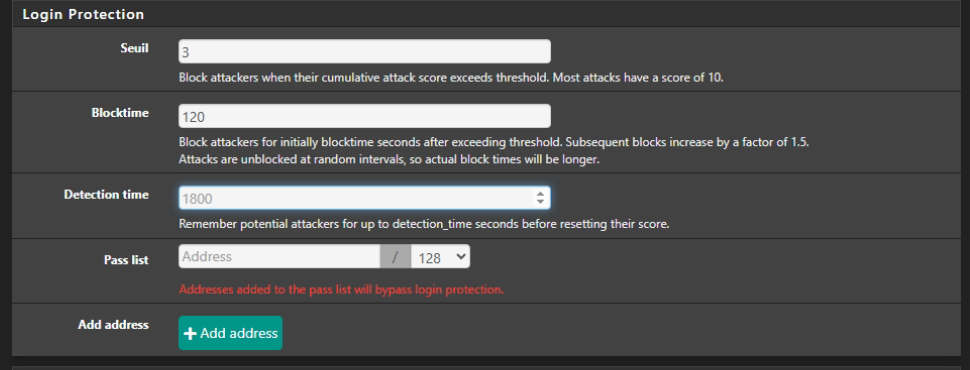 Login Protection
Seuil
3
Block attackers when their cumulative attack score exceeds threshold. Most attacks have a score of 10.
Blocktime
120
Block attackers for initially blocktime seconds after exceeding threshold. Subsequent blocks increase by a factor of 1.5.
Attacks are unblocked at random intervals, so actual block times will be longer.
Detection time
1800
Remember potential attackers for up to detection_time seconds before resetting their score.
Pass list
Address / 128
Addresses added to the pass list will bypass login protection.
Add address
+ Add address